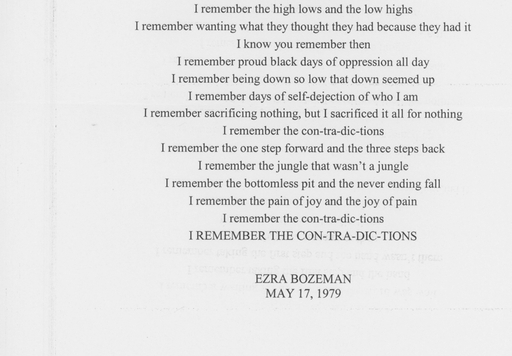 I remember the high lows and the low highs
I remember wanting what they thought they had because they had it
I know you remember then
I remember proud black days of oppression all day
I remember being down so low that down seemed up
I remember days of self-dejection of who I am
I remember sacrificing nothing, but I sacrificed it all for nothing
I remember the con-tra-dic-tions
I remember the one step forward and the three steps back
I remember the jungle that wasn't a jungle
I remember the bottomless pit and the never ending fall
I remember the pain of joy and the joy of pain
I remember the con-tra-dic-tions
I REMEMBER THE CON-TRA-DIC-TIONS
EZRA BOZEMAN
MAY 17, 1979